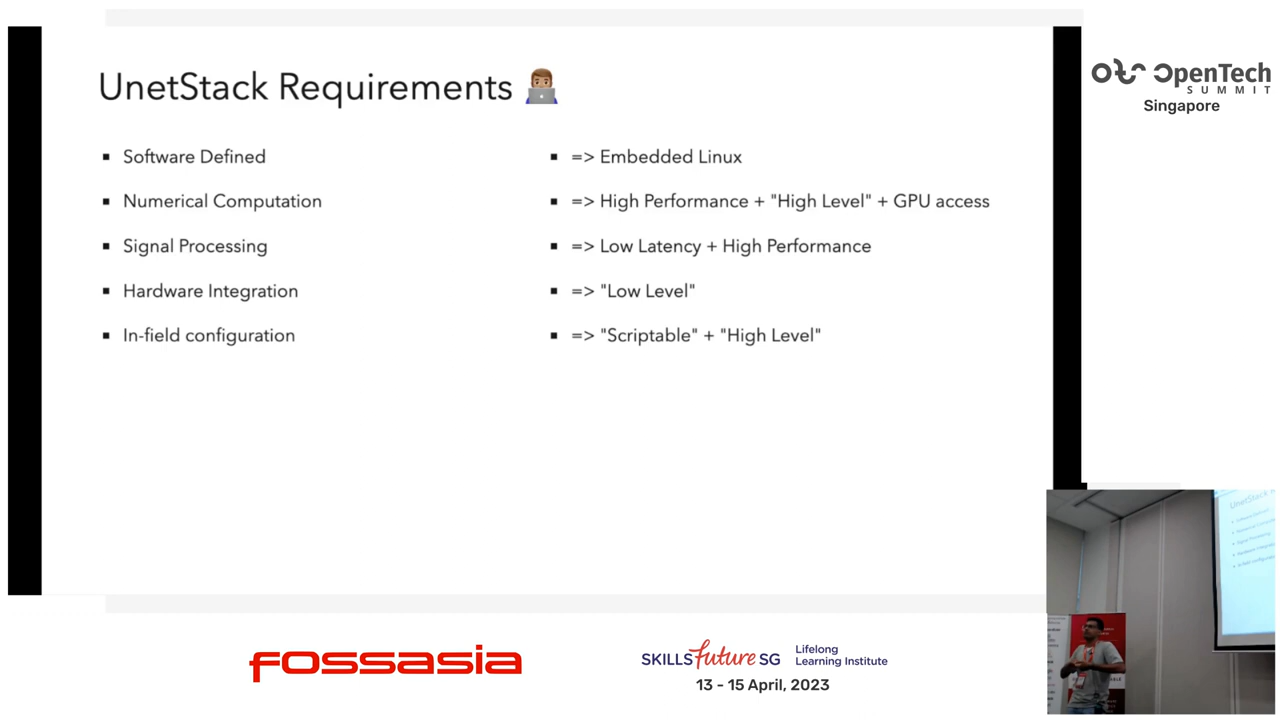 UnetStack Requirements
Software Defined
Numerical Computation
Signal Processing
Hardware Integration
In-field configuration
=> Embedded Linux
=> High Performance + "High Level" + GPU access
=> Low Latency + High Performance
=> "Low Level"
=> "Scriptable" + "High Level"
OpenTech
SUMMIT
Singapore
fossasia
SKILLS future SG
Lifelong
Learning Institute
13 - 15 April, 2023